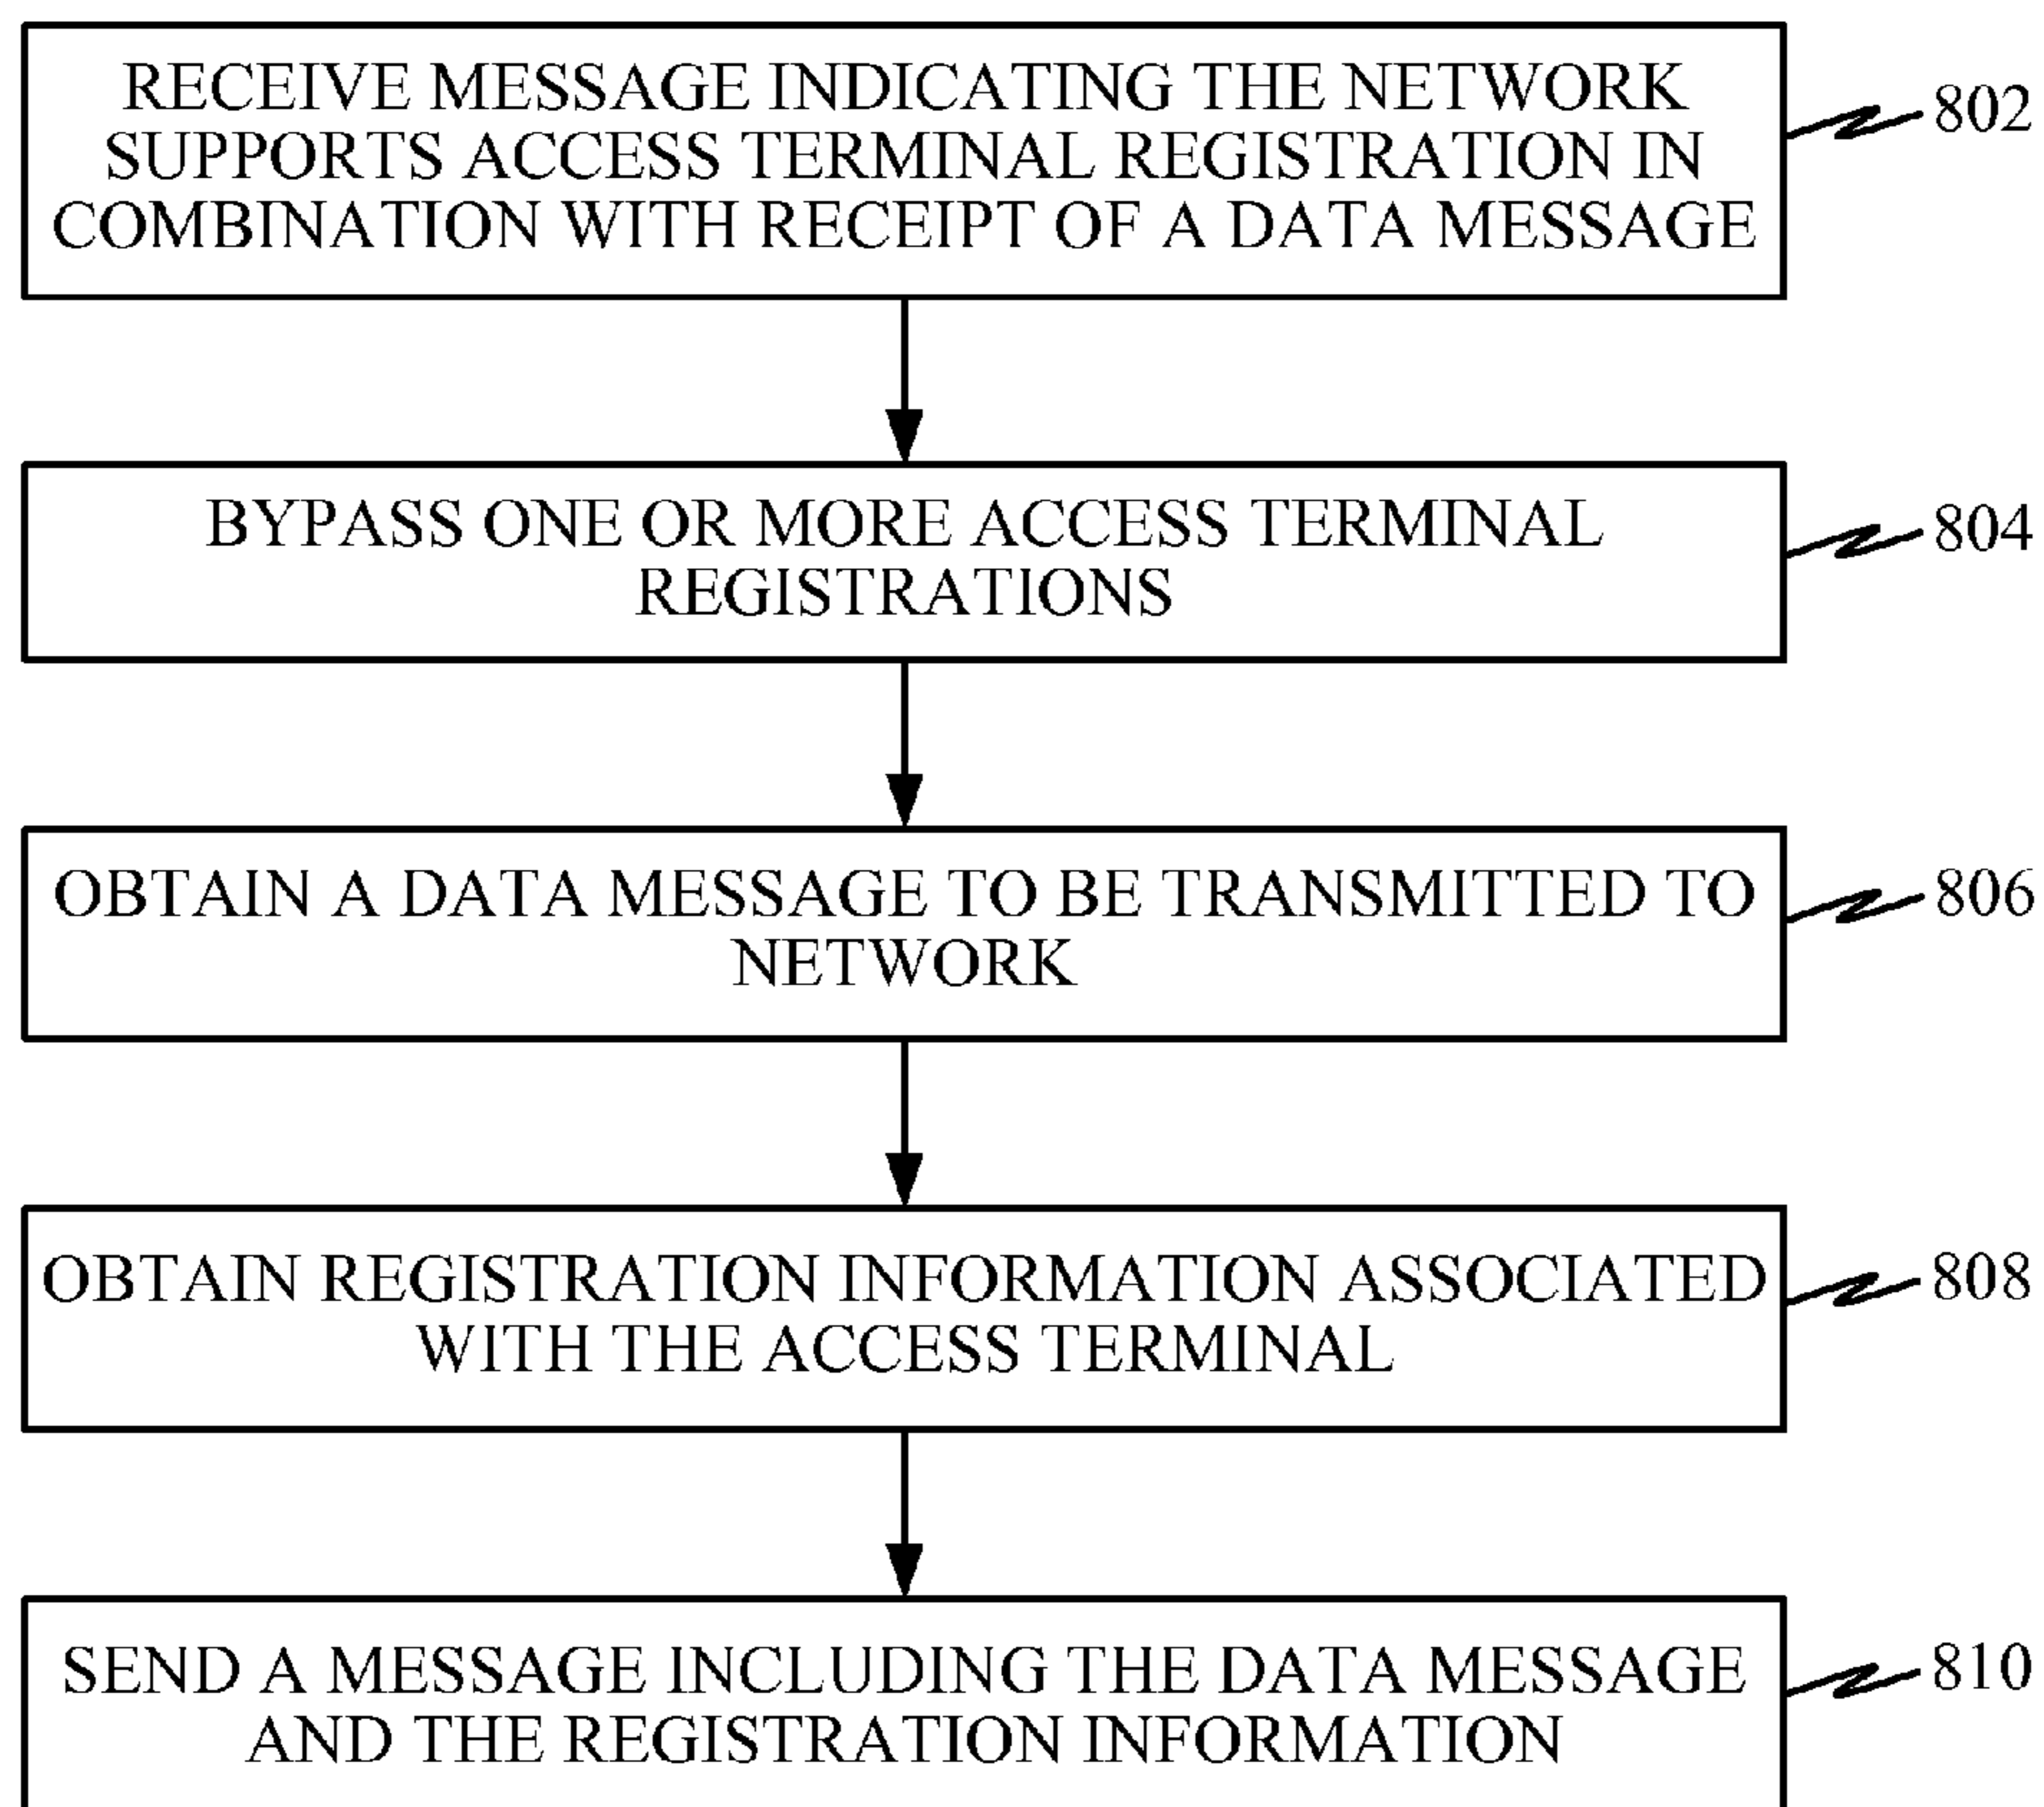 RECEIVE MESSAGE INDICATING THE NETWORK
SUPPORTS ACCESS TERMINAL REGISTRATION IN
COMBINATION WITH RECEIPT OF A DATA MESSAGE
802
BYPASS ONE OR MORE ACCESS TERMINAL
REGISTRATIONS
804
OBTAIN A DATA MESSAGE TO BE TRANSMITTED TO
NETWORK
806
OBTAIN REGISTRATION INFORMATION ASSOCIATED
WITH THE ACCESS TERMINAL
808
SEND A MESSAGE INCLUDING THE DATA MESSAGE
AND THE REGISTRATION INFORMATION
810